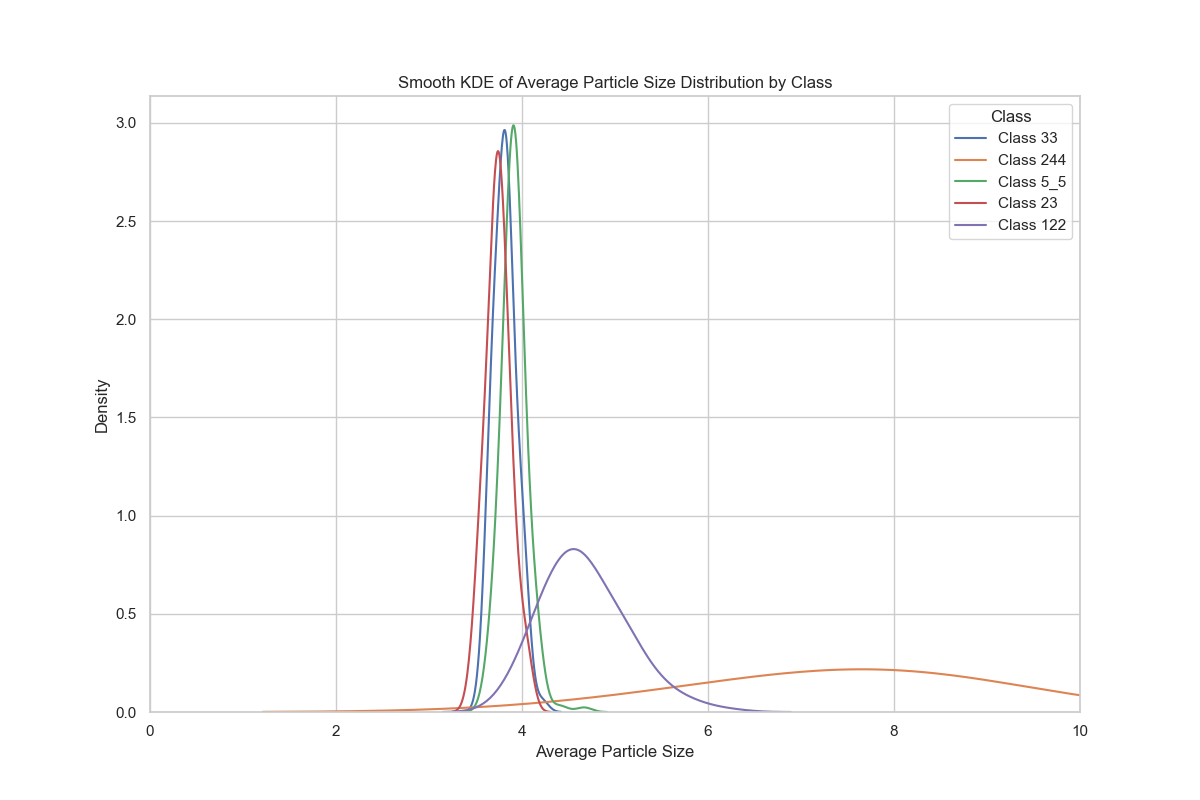 Smooth KDE of Average Particle Size Distribution by Class
Class
Class 33
Class 244
Class 5_5
Class 23
Class 122
Density
3.0
2.5
2.0
1.5
1.0
0.5
0.0
0
2
4
6
8
10
Average Particle Size